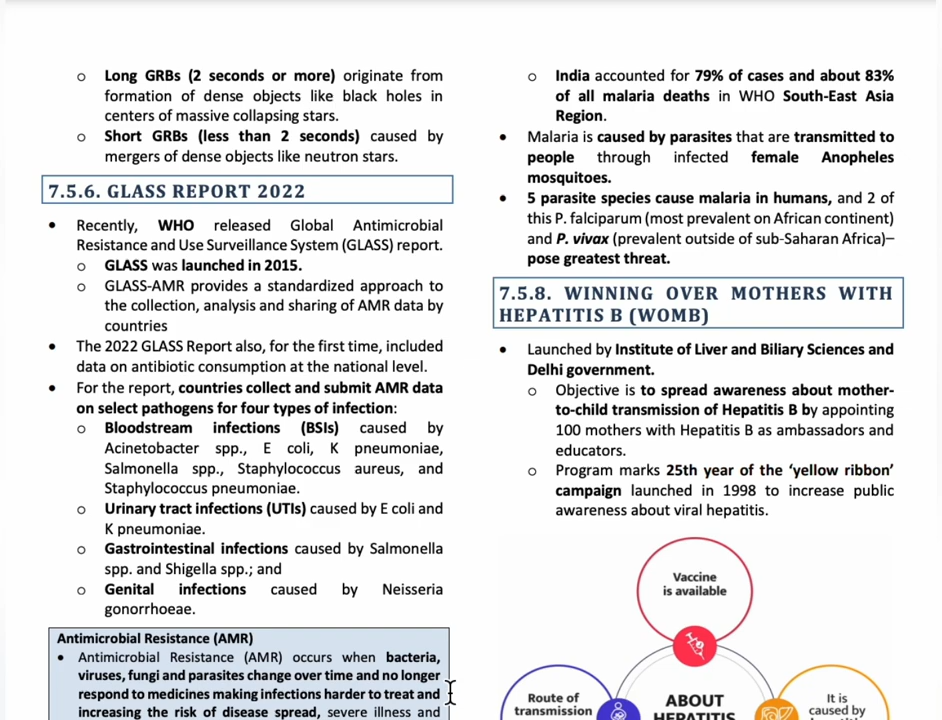 o Long GRBs (2 seconds or more) originate from
formation of dense objects like black holes in
centers of massive collapsing stars.
o Short GRBs (less than 2 seconds) caused by
mergers of dense objects like neutron stars.
7.5.6. GLASS REPORT 2022
• Recently, WHO released Global Antimicrobial
Resistance and Use Surveillance System (GLASS) report.
o GLASS was launched in 2015.
o GLASS-AMR provides a standardized approach to
the collection, analysis and sharing of AMR data by
countries
• The 2022 GLASS Report also, for the first time, included
data on antibiotic consumption at the national level.
• For the report, countries collect and submit AMR data
on select pathogens for four types of infection:
o Bloodstream infections (BSIs) caused by
Acinetobacter spp., E coli, K pneumoniae,
Salmonella spp., Staphylococcus aureus, and
Staphylococcus pneumoniae.
o Urinary tract infections (UTIs) caused by E coli and
K pneumoniae.
o Gastrointestinal infections caused by Salmonella
spp. and Shigella spp.; and
o Genital infections caused by Neisseria
gonorrhoeae.
Antimicrobial Resistance (AMR)
• Antimicrobial Resistance (AMR) occurs when bacteria,
viruses, fungi and parasites change over time and no longer
respond to medicines making infections harder to treat and
increasing the risk of disease spread, severe illness and
o India accounted for 79% of cases and about 83%
of all malaria deaths in WHO South-East Asia
Region.
• Malaria is caused by parasites that are transmitted to
people through infected female Anopheles
mosquitoes.
• 5 parasite species cause malaria in humans, and 2 of
this P. falciparum (most prevalent on African continent)
and P. vivax (prevalent outside of sub-Saharan Africa)–
pose greatest threat.
7.5.8. WINNING OVER MOTHERS WITH
HEPATITIS B (WOMB)
• Launched by Institute of Liver and Biliary Sciences and
Delhi government.
o Objective is to spread awareness about mother-
to-child transmission of Hepatitis B by appointing
100 mothers with Hepatitis B as ambassadors and
educators.
o Program marks 25th year of the ‘yellow ribbon’
campaign launched in 1998 to increase public
awareness about viral hepatitis.
Vaccine
is available
Route of
transmission
ABOUT
HEPATITIS
It is
caused by